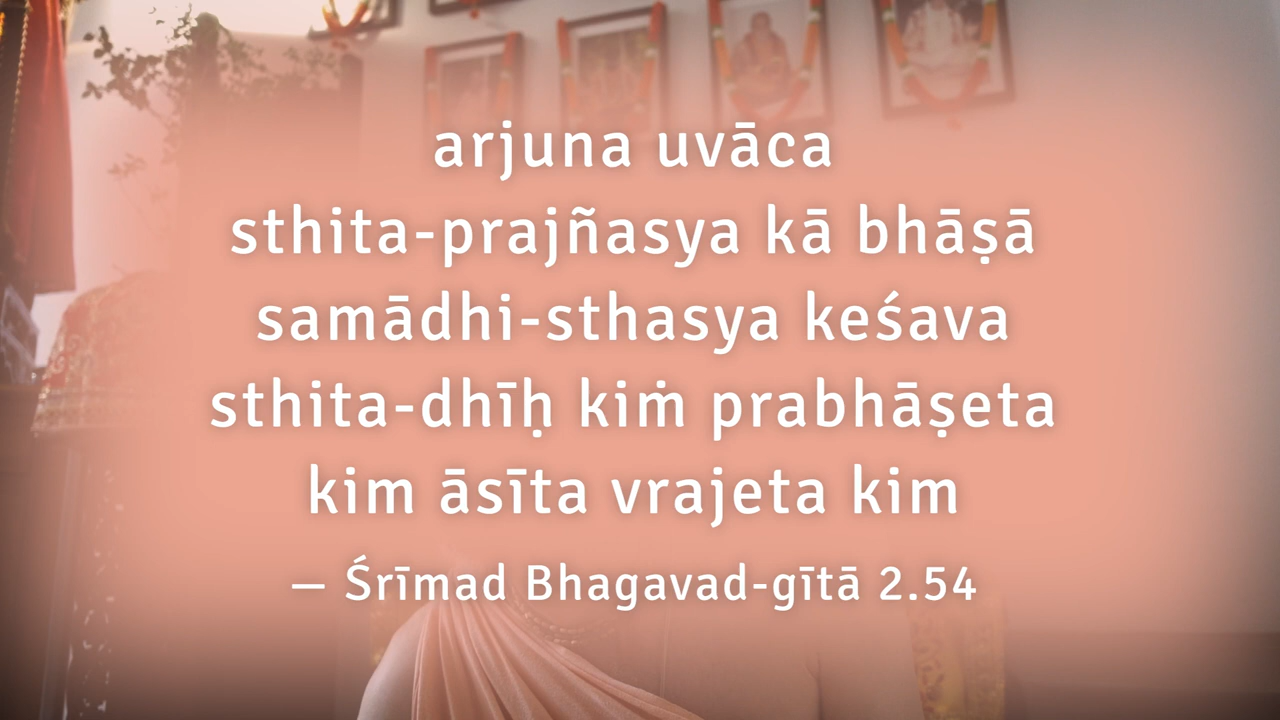 arjuna uvāca
sthita-prajñasya kā bhāṣā
samādhi-sthasya keśava
sthita-dhīḥ kiṁ prabhāṣeta
kim āsīta vrajeta kim
— Śrīmad Bhagavad-gītā 2.54